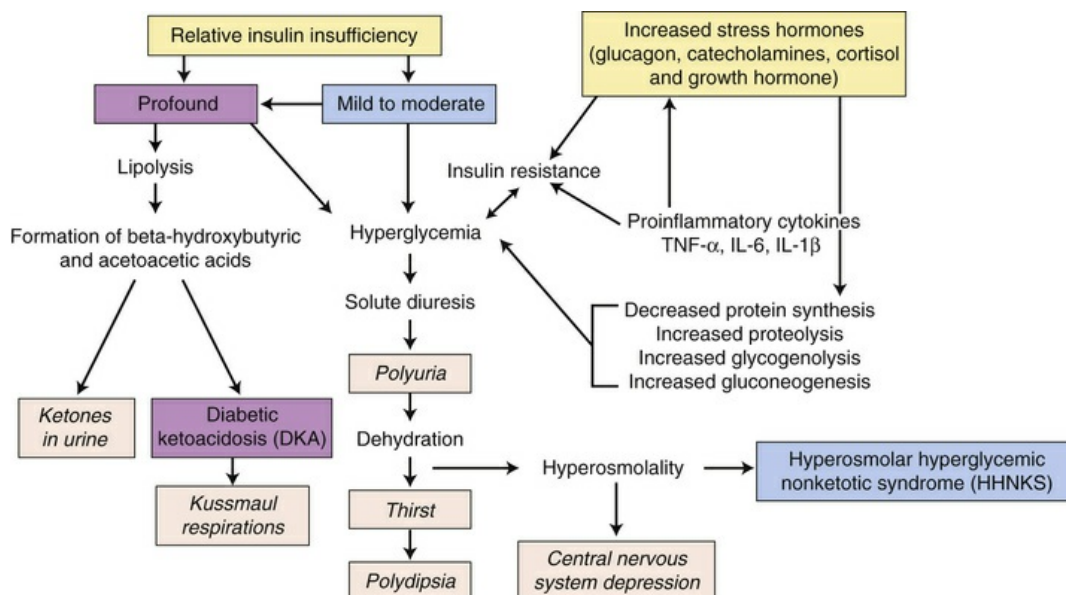 Relative insulin insufficiency
Increased stress hormones
(glucagon, catecholamines, cortisol
and growth hormone)
Profound
Mild to moderate
Lipolysis
Insulin resistance
Formation of beta-hydroxybutyric
and acetoacetic acids
Hyperglycemia
Proinflammatory cytokines
TNF-α, IL-6, IL-1β
Solute diuresis
Decreased protein synthesis
Increased proteolysis
Increased glycogenolysis
Increased gluconeogenesis
Polyuria
Ketones
in urine
Diabetic
ketoacidosis (DKA)
Dehydration
Hyperosmolality
Hyperosmolar hyperglycemic
nonketotic syndrome (HHNKS)
Kussmaul
respirations
Thirst
Polydipsia
Central nervous
system depression